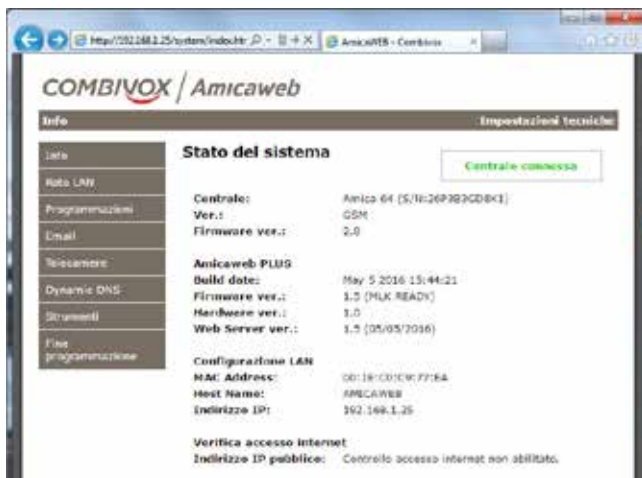 AmicaWEB - Combivox
COMBIVOX / Amicaweb
Info Impostazioni tecniche
Info
Rete LAN
Programmazioni
Email
Telecamere
Dynamic DNS
Strumenti
Fine
programmazione
Stato del sistema
Centrale connessa
Centrale: Amica 64
Ver.: GSM
Firmware ver.: 2.0
Amicaweb PLUS
Build date: May 5 2016 15:44:21
Firmware ver.: 1.5 (MLK READY)
Hardware ver.: 1.0
Web Server ver.: 1.5 (05/05/2016)
Configurazione LAN
MAC Address:
Host Name: AMICAWEB
Indirizzo IP: 192.168.1.25
Verifica accesso internet
Indirizzo IP pubblico: Controllo accesso internet non abilitato.